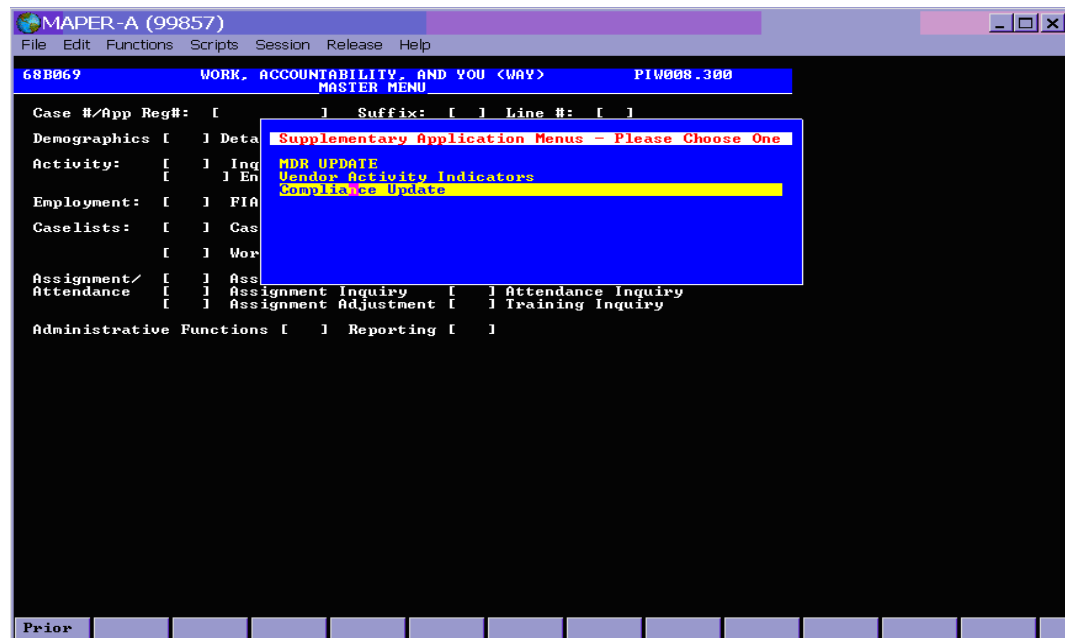 MAPER-A (99857)
File Edit Functions Scripts Session Release Help
68B069 WORK, ACCOUNTABILITY, AND YOU <WAY> PIW008.300
MASTER MENU
Case #/App Reg#: [ ] Suffix: [ ] Line #: [ ]
Demographics [ ] Deta
Supplementary Application Menus - Please Choose One
Activity: [ ] Inq
MDR UPDATE
[ ] En
Vendor Activity Indicators
Compliance Update
Employment: [ ] FIA
Caselists: [ ] Cas
[ ] Wor
Assignment/ [ ] Ass
Attendance [ ] Assignment Inquiry [ ] Attendance Inquiry
[ ] Assignment Adjustment [ ] Training Inquiry
Administrative Functions [ ] Reporting [ ]
Prior